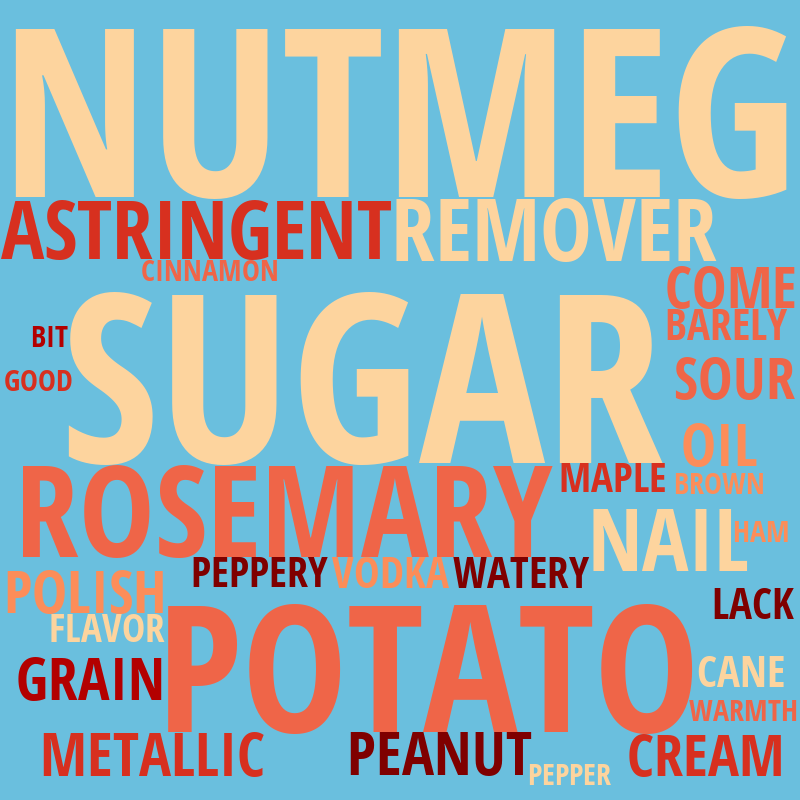 NUTMEG
ASTRINGENT REMOVER
CINNAMON
COME
BARELY
BIT
SUGAR
GOOD
SOUR
OIL
ROSEMARY
MAPLE
BROWN
NAIL
HAM
PEPPERY VODKA WATERY
POLISH
LACK
FLAVOR
POTATO
GRAIN
CANE
WARMTH
METALLIC
PEANUT
CREAM
PEPPER